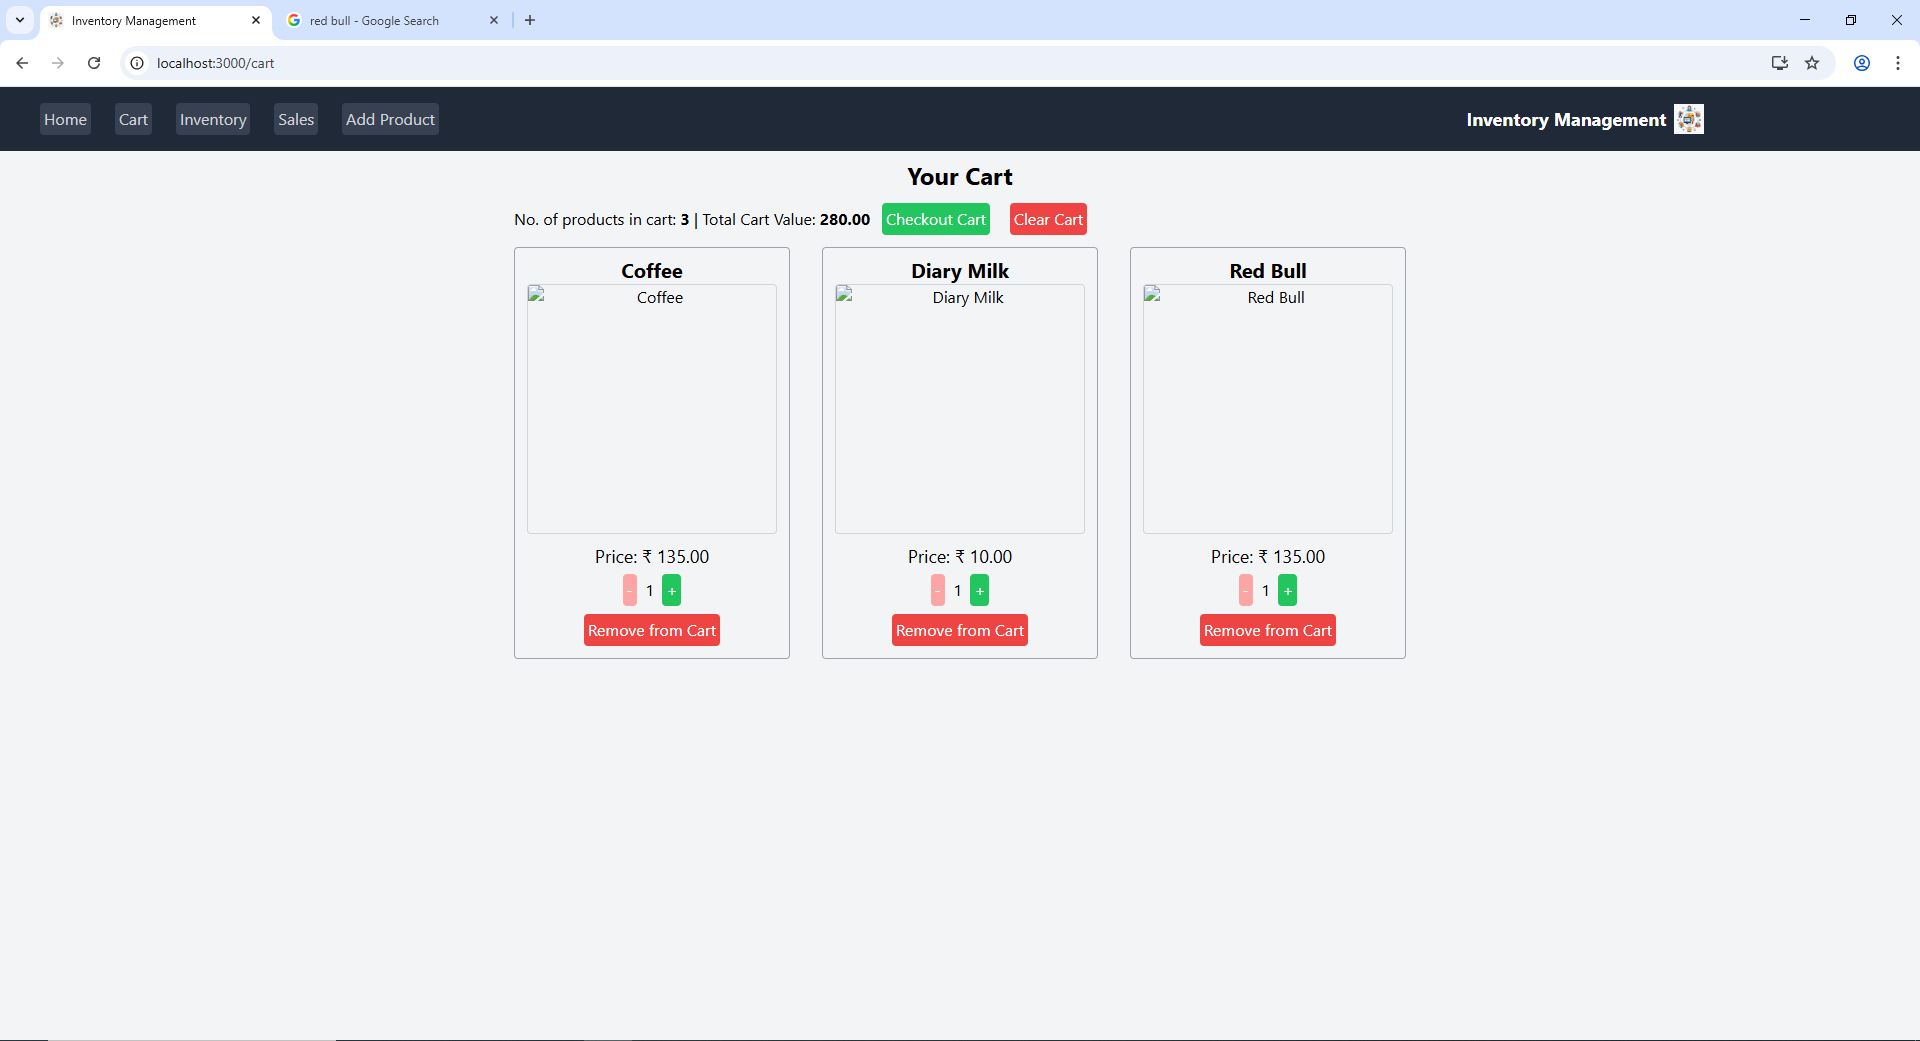 Inventory Management
red bull - Google Search
localhost:3000/cart
Home Cart Inventory Sales Add Product Inventory Management
Your Cart
No. of products in cart: 3 | Total Cart Value: 280.00 Checkout Cart Clear Cart
Coffee
Coffee
Price: ₹ 135.00
- 1 +
Remove from Cart
Diary Milk
Diary Milk
Price: ₹ 10.00
- 1 +
Remove from Cart
Red Bull
Red Bull
Price: ₹ 135.00
- 1 +
Remove from Cart